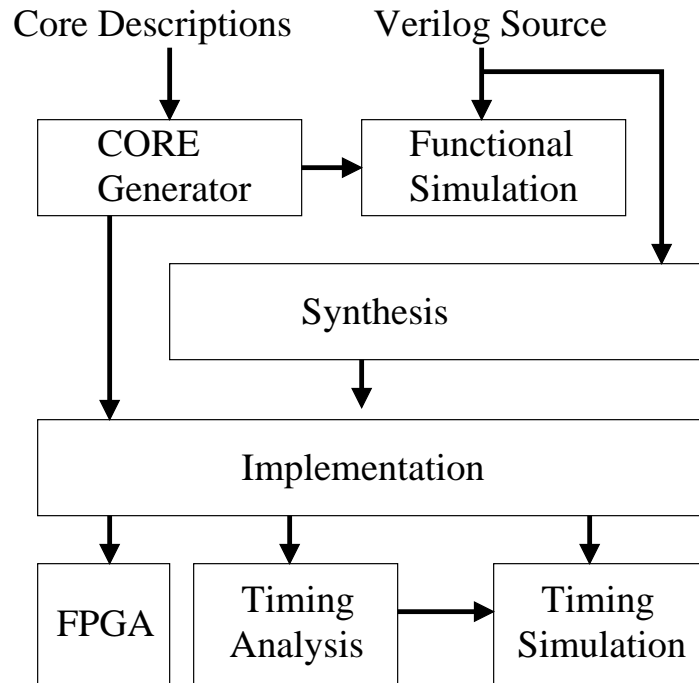 Core Descriptions
Verilog Source
CORE
Generator
Functional
Simulation
Synthesis
Implementation
FPGA
Timing
Analysis
Timing
Simulation